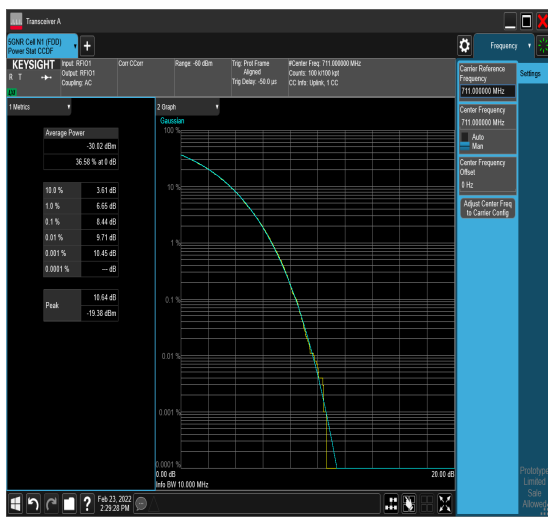 Transceiver A
5GNR Cell N1 (FDD)
Power Stat CCDF
+
Frequency
KEYSIGHT
R T
Input: RFIO1
Output: RFIO1
Coupling: AC
Corr CCorr
Range: -60 dBm
Trig: Prot Frame
Aligned
Trig Delay: -50.0 µs
#Center Freq: 711.000000 MHz
Counts: 100 k/100 kpt
CC Info: Uplink, 1 CC
1 Metrics
Average Power
-30.02 dBm
36.58 % at 0 dB
10.0 % 3.61 dB
1.0 % 6.65 dB
0.1 % 8.44 dB
0.01 % 9.71 dB
0.001 % 10.45 dB
0.0001 % --- dB
Peak
10.64 dB
-19.38 dBm
2 Graph
Gaussian
100 %
10 %
1 %
0.1 %
0.01 %
0.001 %
0.0001 %
0.00 dB
20.00 dB
Info BW 10.000 MHz
Carrier Reference
Frequency
711.000000 MHz
Center Frequency
711.000000 MHz
Auto
Man
Center Frequency
Offset
0 Hz
Adjust Center Freq
to Carrier Config
Settings
Prototype
Limited
Sale
Allowed
?
Feb 23, 2022
2:29:28 PM